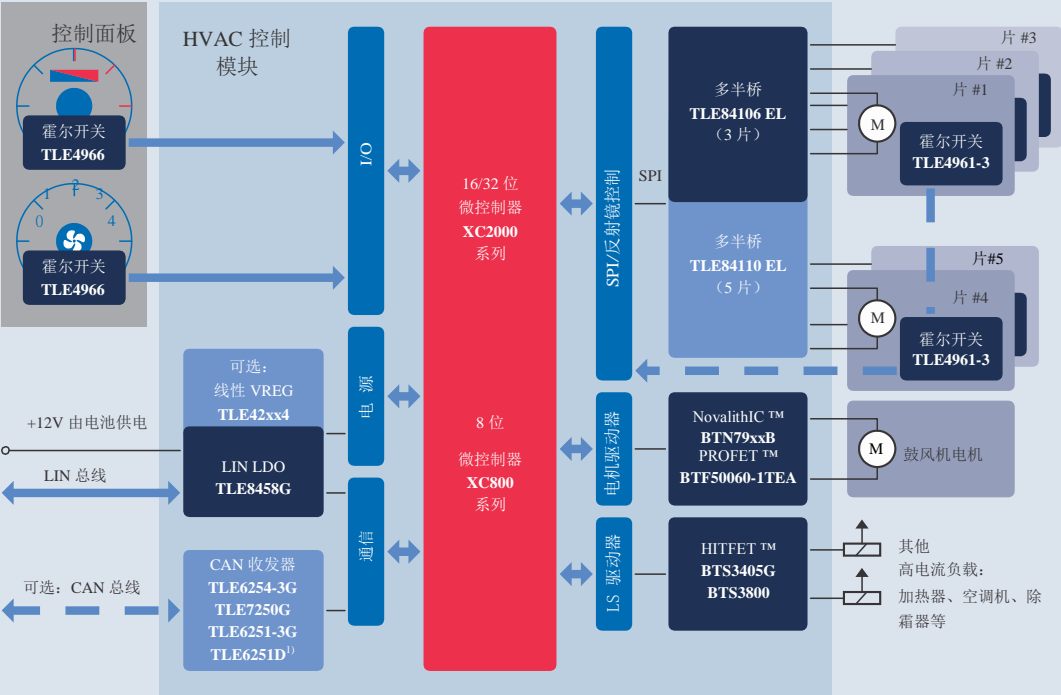 控制面板
霍尔开关
TLE4966
0
1
2
3
4
霍尔开关
TLE4966
HVAC 控制
模块
I/O
16/32 位
微控制器
XC2000
系列
8 位
微控制器
XC800
系列
SPI/反射镜控制
SPI
多半桥
TLE84106 EL
（3 片）
多半桥
TLE84110 EL
（5 片）
片 #3
片 #2
片 #1
M
霍尔开关
TLE4961-3
片#5
片 #4
M
霍尔开关
TLE4961-3
+12V 由电池供电
LIN 总线
可选：CAN 总线
可选：
线性 VREG
TLE42xx4
LIN LDO
TLE8458G
CAN 收发器
TLE6254-3G
TLE7250G
TLE6251-3G
TLE6251D1)
电 源
通信
电机驱动器
NovalithIC ™
BTN79xxB
PROFET ™
BTF50060-1TEA
M
鼓风机电机
LS 驱动器
HITFET ™
BTS3405G
BTS3800
其他
高电流负载：
加热器、空调机、除
霜器等